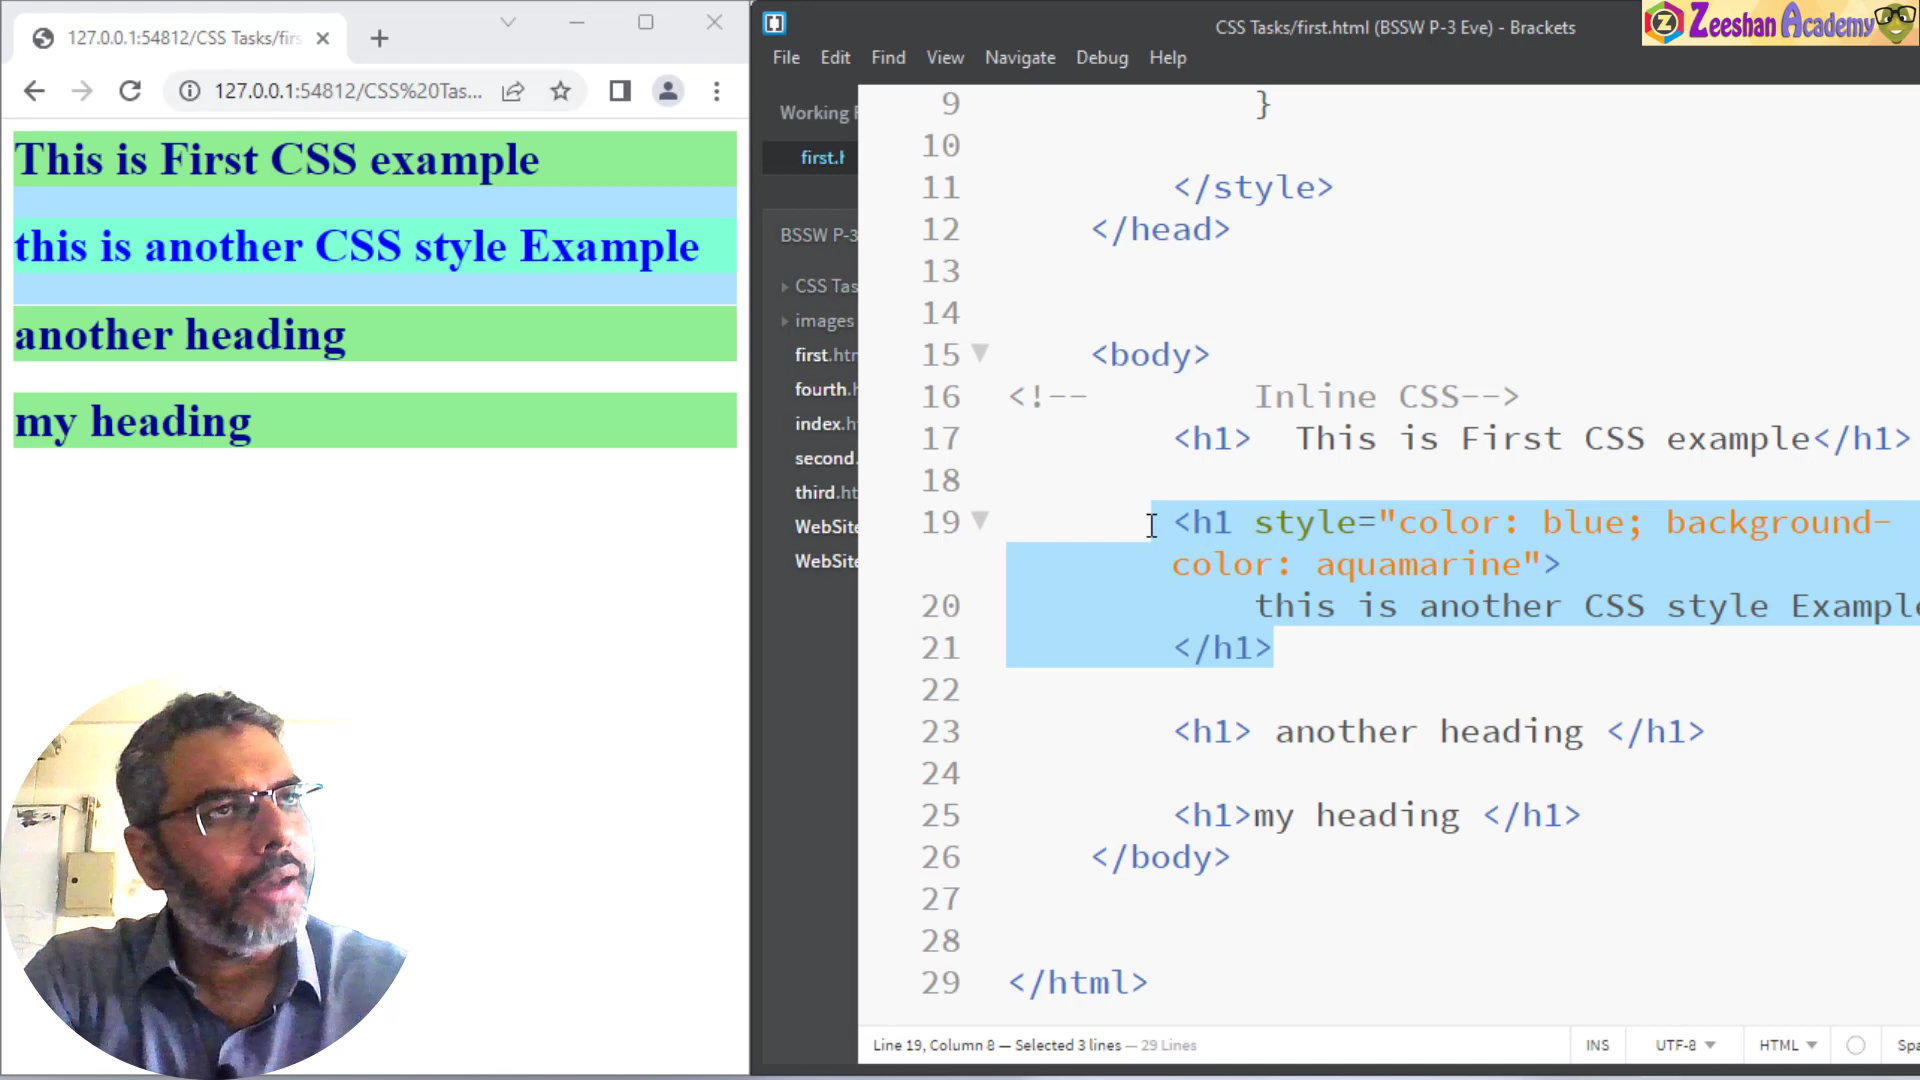 127.0.0.1:54812/CSS Tasks/firs
127.0.0.1:54812/CSS%20Tas...
This is First CSS example
this is another CSS style Example
another heading
my heading
CSS Tasks/first.html (BSSW P-3 Eve) - Brackets
Zeeshan Academy
File Edit Find View Navigate Debug Help
Working F
first.h
BSSW P-3
CSS Tas
images
first.htm
fourth.h
index.h
second.
third.ht
WebSite
WebSite
9 }
10
11 </style>
12 </head>
13
14
15 <body>
16 <!-- Inline CSS-->
17 <h1> This is First CSS example</h1>
18
19 <h1 style="color: blue; background-
color: aquamarine">
20 this is another CSS style Example
21 </h1>
22
23 <h1> another heading </h1>
24
25 <h1>my heading </h1>
26 </body>
27
28
29 </html>
Line 19, Column 8 — Selected 3 lines — 29 Lines
INS UTF-8 HTML Spa